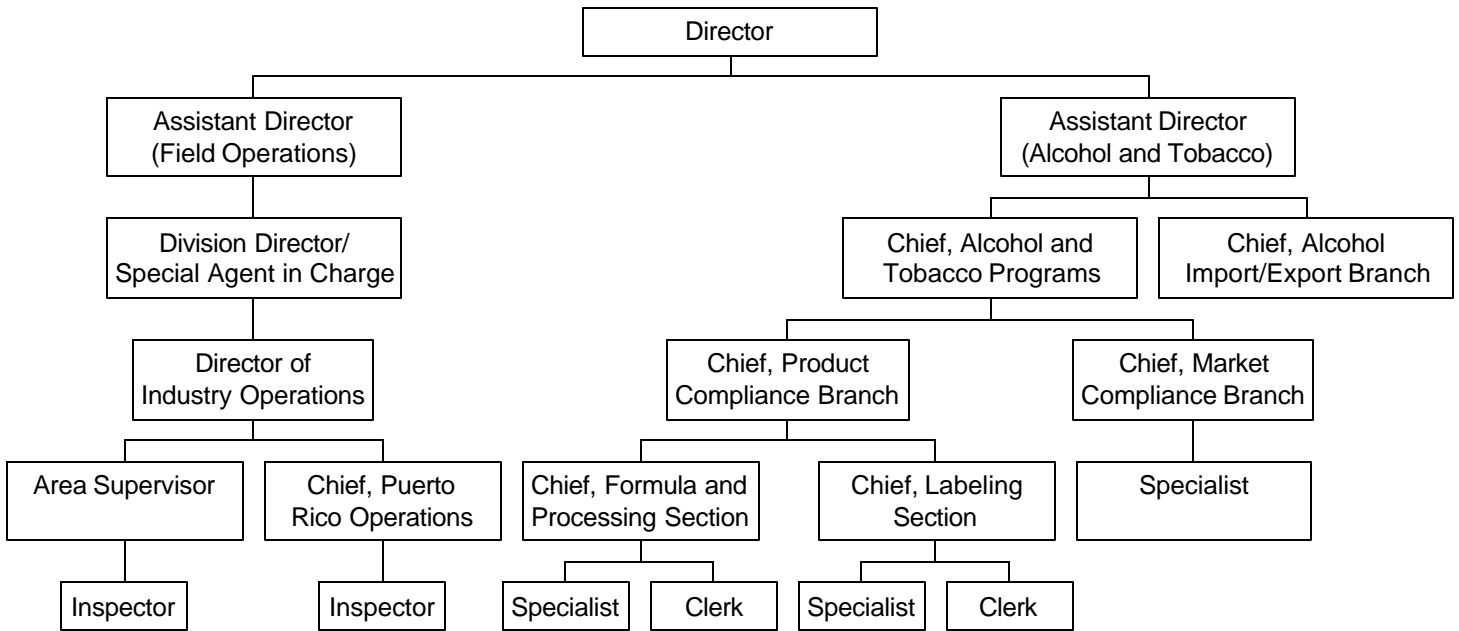 Director
Assistant Director
(Field Operations)
Assistant Director
(Alcohol and Tobacco)
Division Director/
Special Agent in Charge
Chief, Alcohol and
Tobacco Programs
Chief, Alcohol
Import/Export Branch
Director of
Industry Operations
Chief, Product
Compliance Branch
Chief, Market
Compliance Branch
Area Supervisor
Chief, Puerto
Rico Operations
Chief, Formula and
Processing Section
Chief, Labeling
Section
Specialist
Inspector
Inspector
Specialist
Clerk
Specialist
Clerk